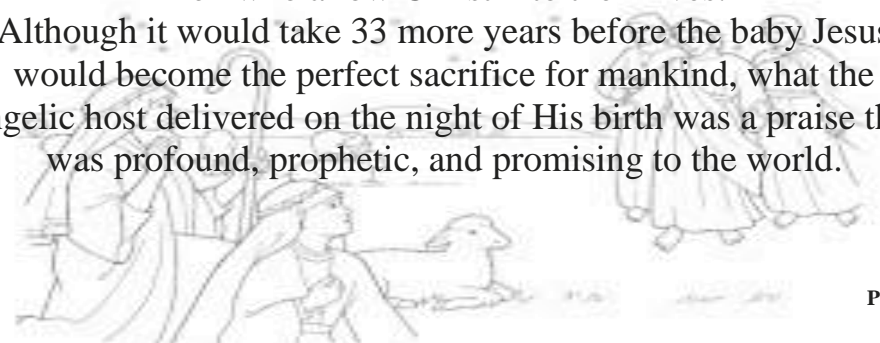 Although it would take 33 more years before the baby Jesus
would become the perfect sacrifice for mankind, what the
ngelic host delivered on the night of His birth was a praise th
was profound, prophetic, and promising to the world.
P